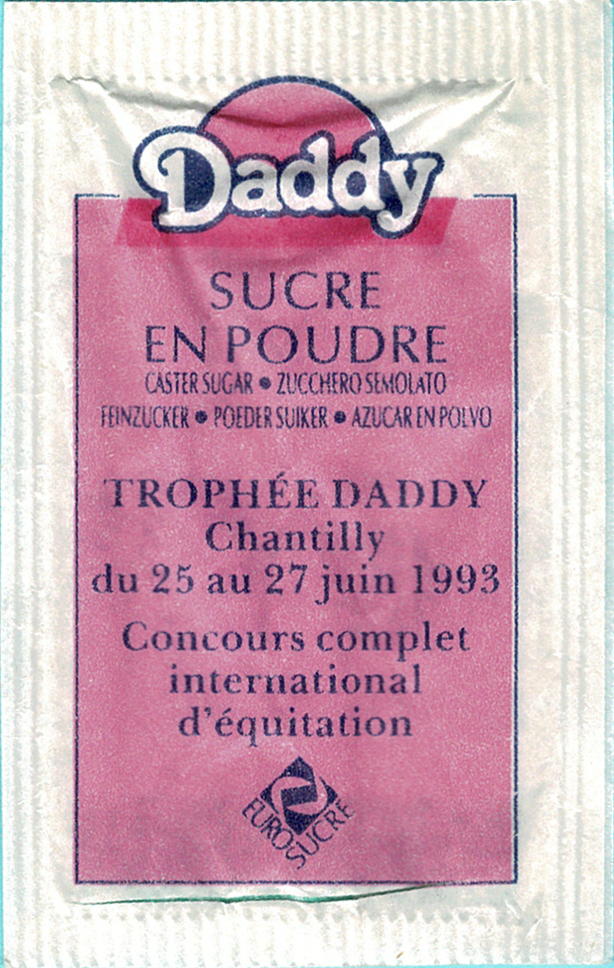 Daddy
SUCRE
EN POUDRE
CASTER SUGAR • ZUCCHERO SEMOLATO
FEINZUCKER • POEDER SUIKER • AZUCAR EN POLVO
TROPHÉE DADDY
Chantilly
du 25 au 27 juin 1993
Concours complet
international
d'équitation
EUROSUCRE